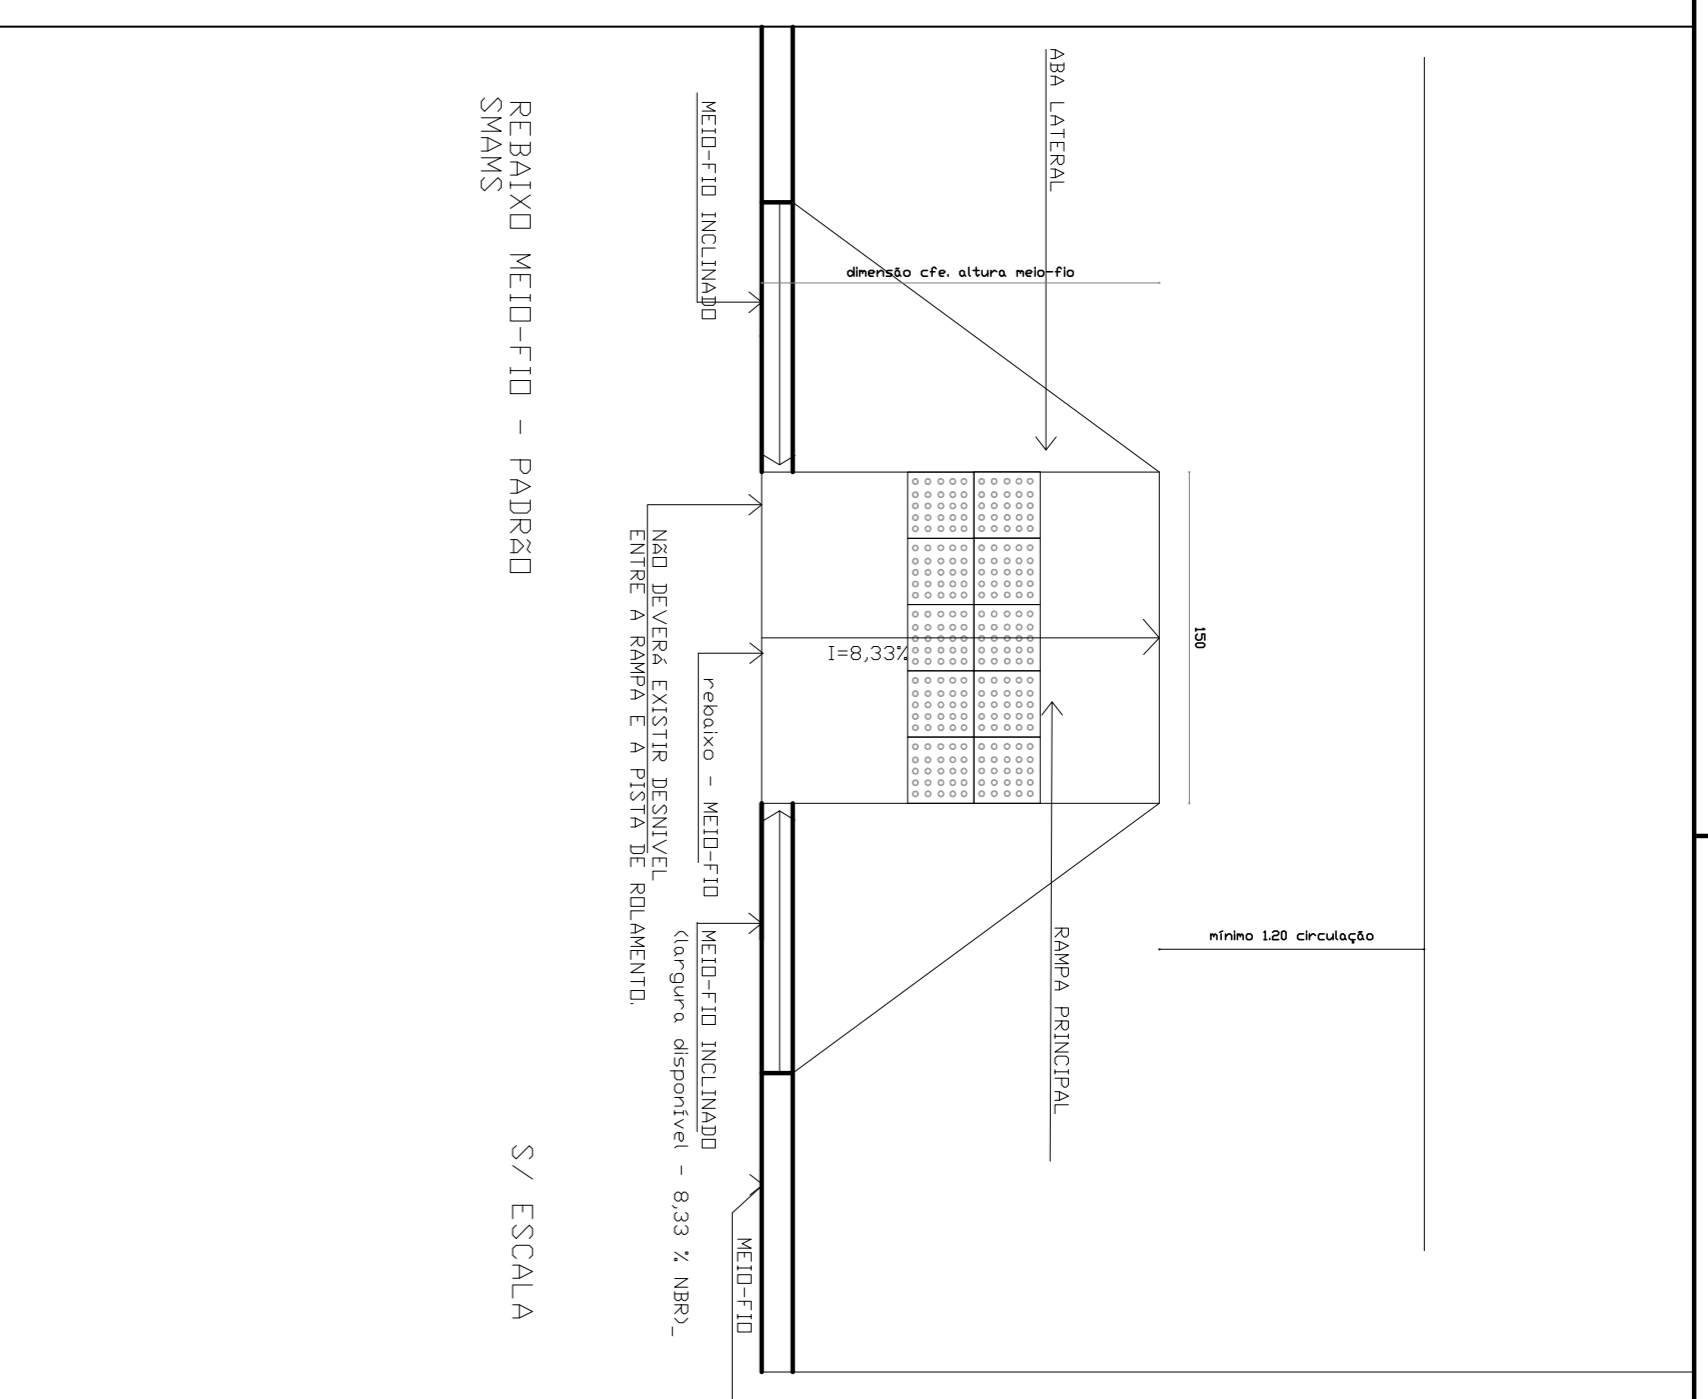 ABA LATERAL
dimensão cfe. altura meio-fio
150
I=8,33%
mínimo 1.20 circulação
RAMPA PRINCIPAL
MEIO-FIO INCLINADO
rebaixo - MEIO-FIO
MEIO-FIO INCLINADO
(largura disponível - 8,33 % NBR)_
MEIO-FIO
NÃO DEVERÁ EXISTIR DESNIVEL
ENTRE A RAMPA E A PISTA DE ROLAMENTO.
REBAIXO MEIO-FIO - PADRÃO
SMAMS
S/ ESCALA